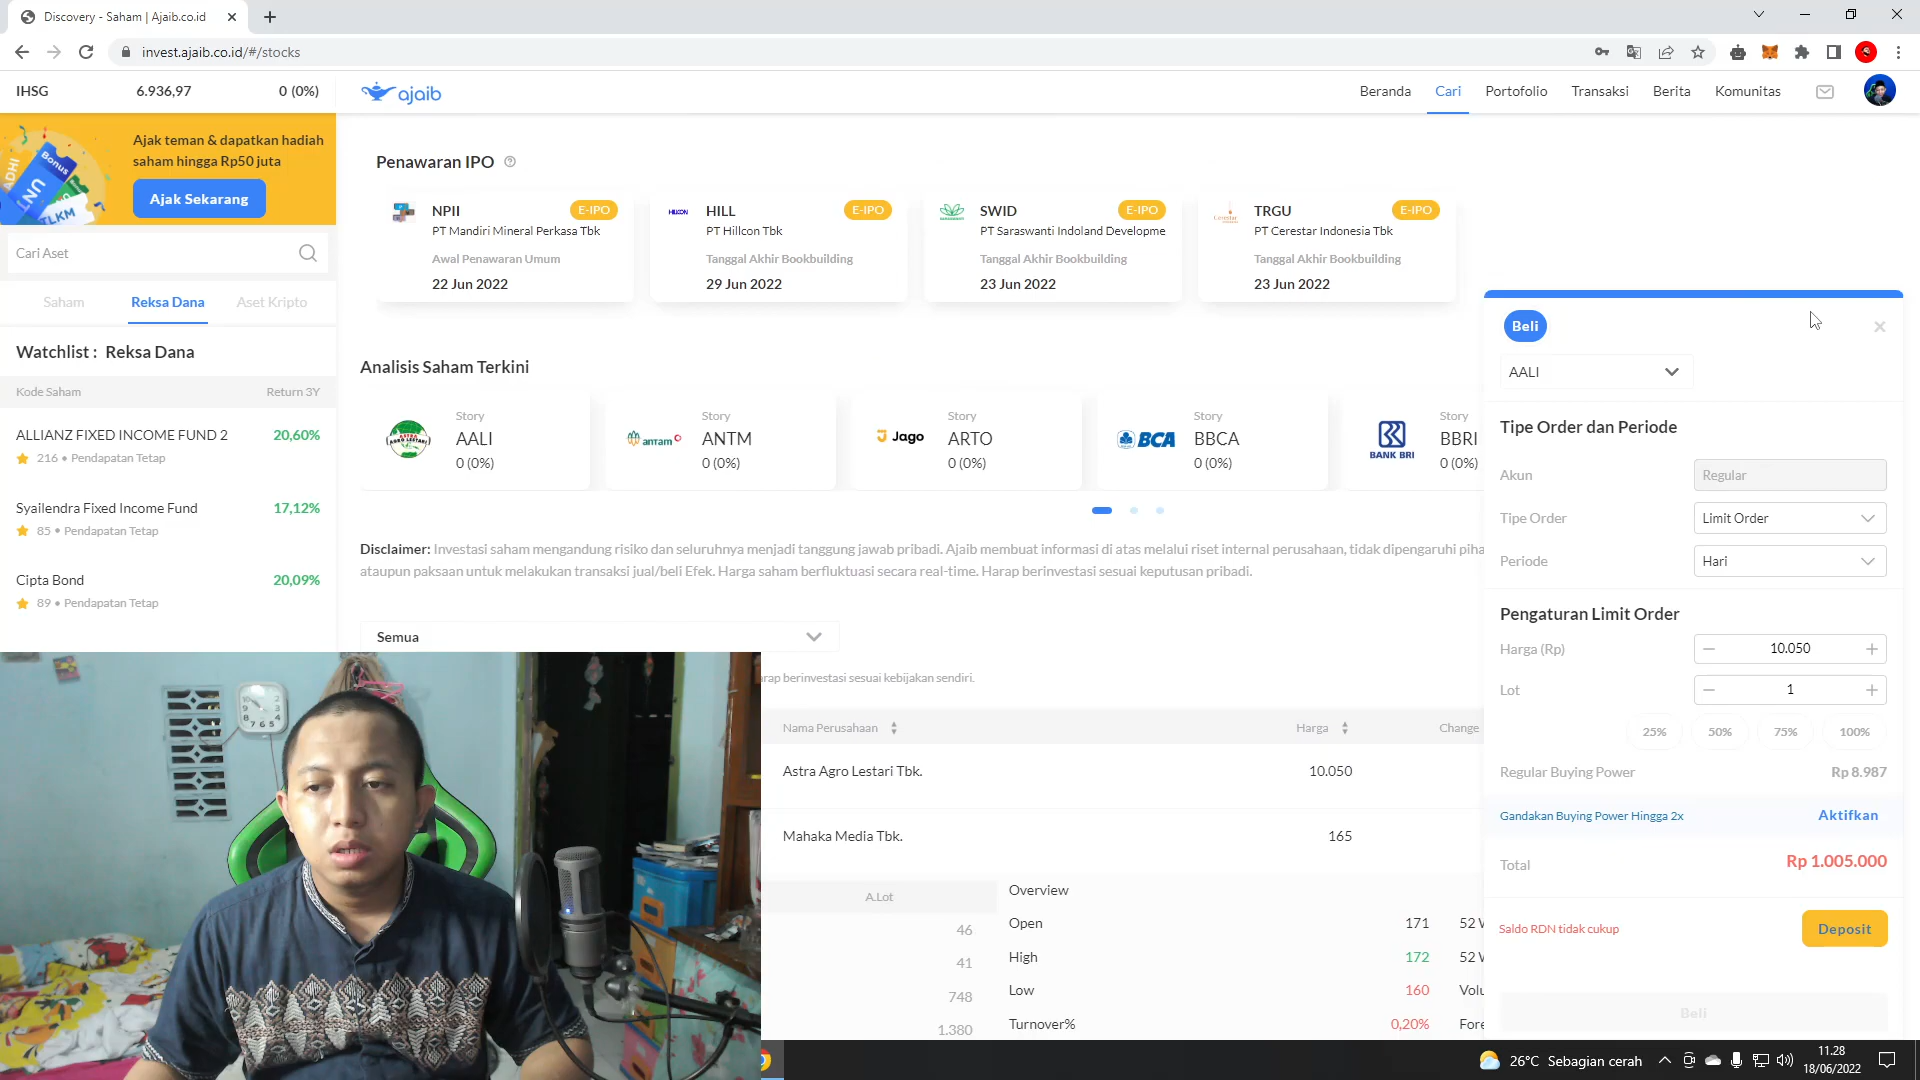 Discovery - Saham | Ajaib.co.id
invest.ajaib.co.id/#/stocks
IHSG 6.936,97 0 (0%)
ajaib
Beranda Cari Portofolio Transaksi Berita Komunitas
Ajak teman & dapatkan hadiah
saham hingga Rp50 juta
Ajak Sekarang
Bonus
UNT
TLKM
ADHI
Cari Aset
Saham Reksa Dana Aset Kripto
Watchlist : Reksa Dana
Kode Saham Return 3Y
ALLIANZ FIXED INCOME FUND 2 20,60%
216 • Pendapatan Tetap
Syailendra Fixed Income Fund 17,12%
85 • Pendapatan Tetap
Cipta Bond 20,09%
89 • Pendapatan Tetap
Penawaran IPO
NPII E-IPO
PT Mandiri Mineral Perkasa Tbk
Awal Penawaran Umum
22 Jun 2022
HILLCON HILL E-IPO
PT Hillcon Tbk
Tanggal Akhir Bookbuilding
29 Jun 2022
SWID E-IPO
PT Saraswanti Indoland Developme
Tanggal Akhir Bookbuilding
23 Jun 2022
TRGU E-IPO
PT Cerestar Indonesia Tbk
Tanggal Akhir Bookbuilding
23 Jun 2022
Analisis Saham Terkini
Story
AALI
0 (0%)
antam
Story
ANTM
0 (0%)
Jago
Story
ARTO
0 (0%)
BCA
Story
BBCA
0 (0%)
BANK BRI
Story
BBRI
0 (0%)
Disclaimer: Investasi saham mengandung risiko dan seluruhnya menjadi tanggung jawab pribadi. Ajaib membuat informasi di atas melalui riset internal perusahaan, tidak dipengaruhi piha
ataupun paksaan untuk melakukan transaksi jual/beli Efek. Harga saham berfluktuasi secara real-time. Harap berinvestasi sesuai keputusan pribadi.
Semua
rap berinvestasi sesuai kebijakan sendiri.
Nama Perusahaan Harga Change
Astra Agro Lestari Tbk. 10.050
Mahaka Media Tbk. 165
A.Lot
46
41
748
1.380
Overview
Open 171 52 W
High 172 52 W
Low 160 Volu
Turnover% 0,20% Fore
Beli
AALI
Tipe Order dan Periode
Akun Regular
Tipe Order Limit Order
Periode Hari
Pengaturan Limit Order
Harga (Rp) 10.050
Lot 1
25% 50% 75% 100%
Regular Buying Power Rp 8.987
Gandakan Buying Power Hingga 2x Aktifkan
Total Rp 1.005.000
Saldo RDN tidak cukup Deposit
Beli
26°C Sebagian cerah
11.28
18/06/2022